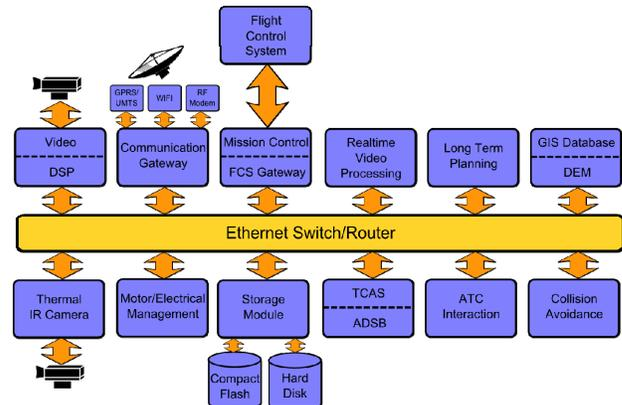 Flight
Control
System
GPRS/
UMTS
WIFI
RF
Modem
Video
DSP
Communication
Gateway
Mission Control
FCS Gateway
Realtime
Video
Processing
Long Term
Planning
GIS Database
DEM
Ethernet Switch/Router
Thermal
IR Camera
Motor/Electrical
Management
Storage
Module
TCAS
ADSB
ATC
Interaction
Collision
Avoidance
Compact
Flash
Hard
Disk